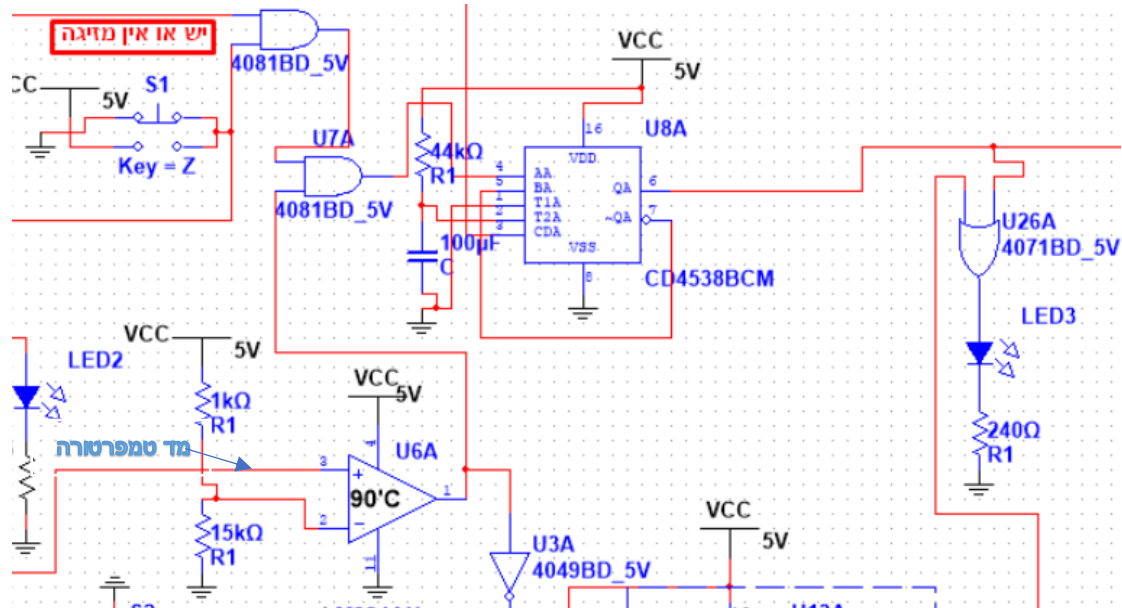 יש או אין מזיגה
4081BD_5V
VCC
5V
CC
5V
S1
Key = Z
U7A
4081BD_5V
44kΩ
R1
100µF
C
16
VDD
U8A
4
AA
5
BA
T1A
T2A
CDA
QA
6
~QA
7
VSS
8
CD4538BCM
U26A
4071BD_5V
LED3
240Ω
R1
VCC
5V
LED2
1kΩ
R1
מד טמפרטורה
VCC
5V
4
U6A
3
+
90'C
1
2
−
11
15kΩ
R1
U3A
4049BD_5V
VCC
5V